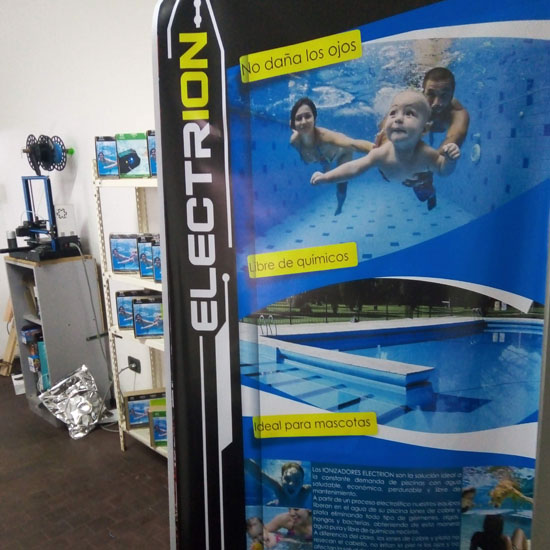 ELECTRION
No daña los ojos
Libre de químicos
Ideal para mascotas
Los IONIZADORES ELECTRION son la solución ideal a
la constante demanda de piscinas con agua
saludable, económica, perdurable y libre de
mantenimiento.
A partir de un proceso electrolítico nuestros equipos
liberan en el agua de su piscina iones de cobre y
plata eliminando todo tipo de gérmenes, algas,
hongos y bacterias, obteniendo de esta manera
agua pura y libre de químicos nocivos.
A diferencia del cloro, los iones de cobre y plata no
resecan el cabello, no irritan la piel ni los ojos